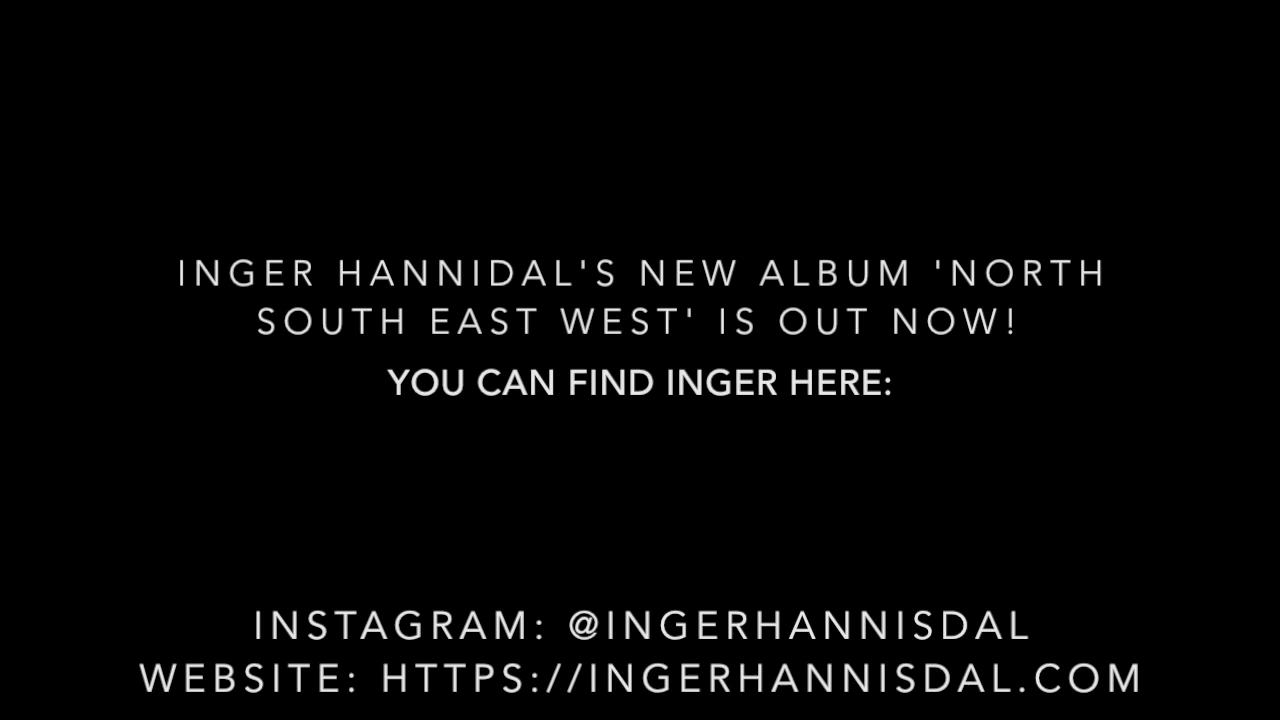 INGER HANNIDAL'S NEW ALBUM 'NORTH
SOUTH EAST WEST' IS OUT NOW!
YOU CAN FIND INGER HERE:
INSTAGRAM: @INGERHANNISDAL
WEBSITE: HTTPS://INGERHANNISDAL.COM